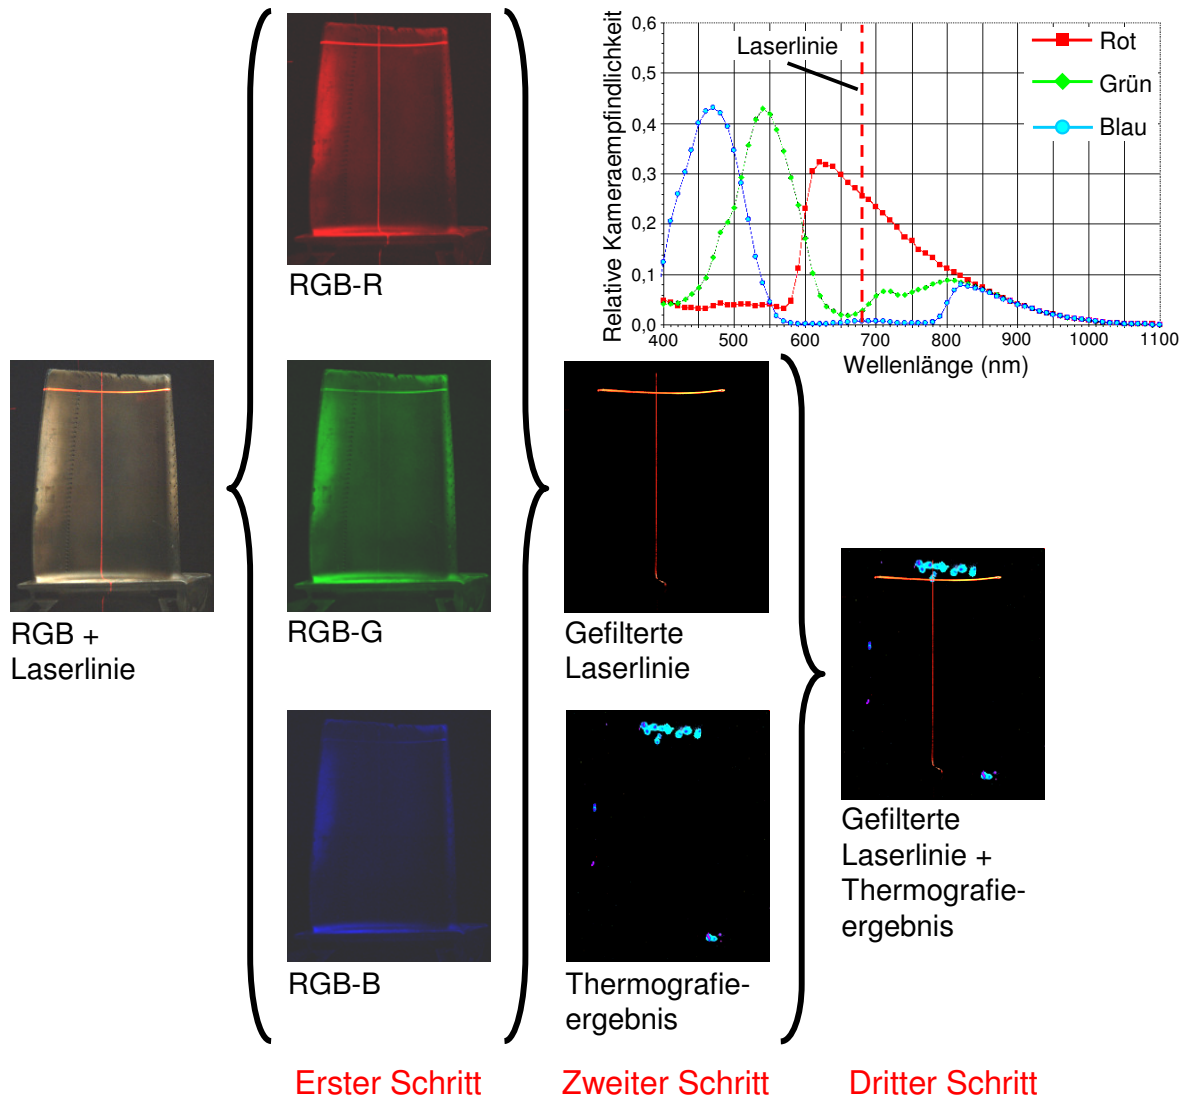 RGB-R
RGB +
Laserlinie
RGB-G
RGB-B
Gefilterte
Laserlinie
Thermografie-
ergebnis
Gefilterte
Laserlinie +
Thermografie-
ergebnis
Erster Schritt
Zweiter Schritt
Dritter Schritt
Relative Kameraempfindlichkeit
0,6
0,5
0,4
0,3
0,2
0,1
0,0
400 500 600 700 800 900 1000 1100
Wellenlänge (nm)
Laserlinie
Rot
Grün
Blau